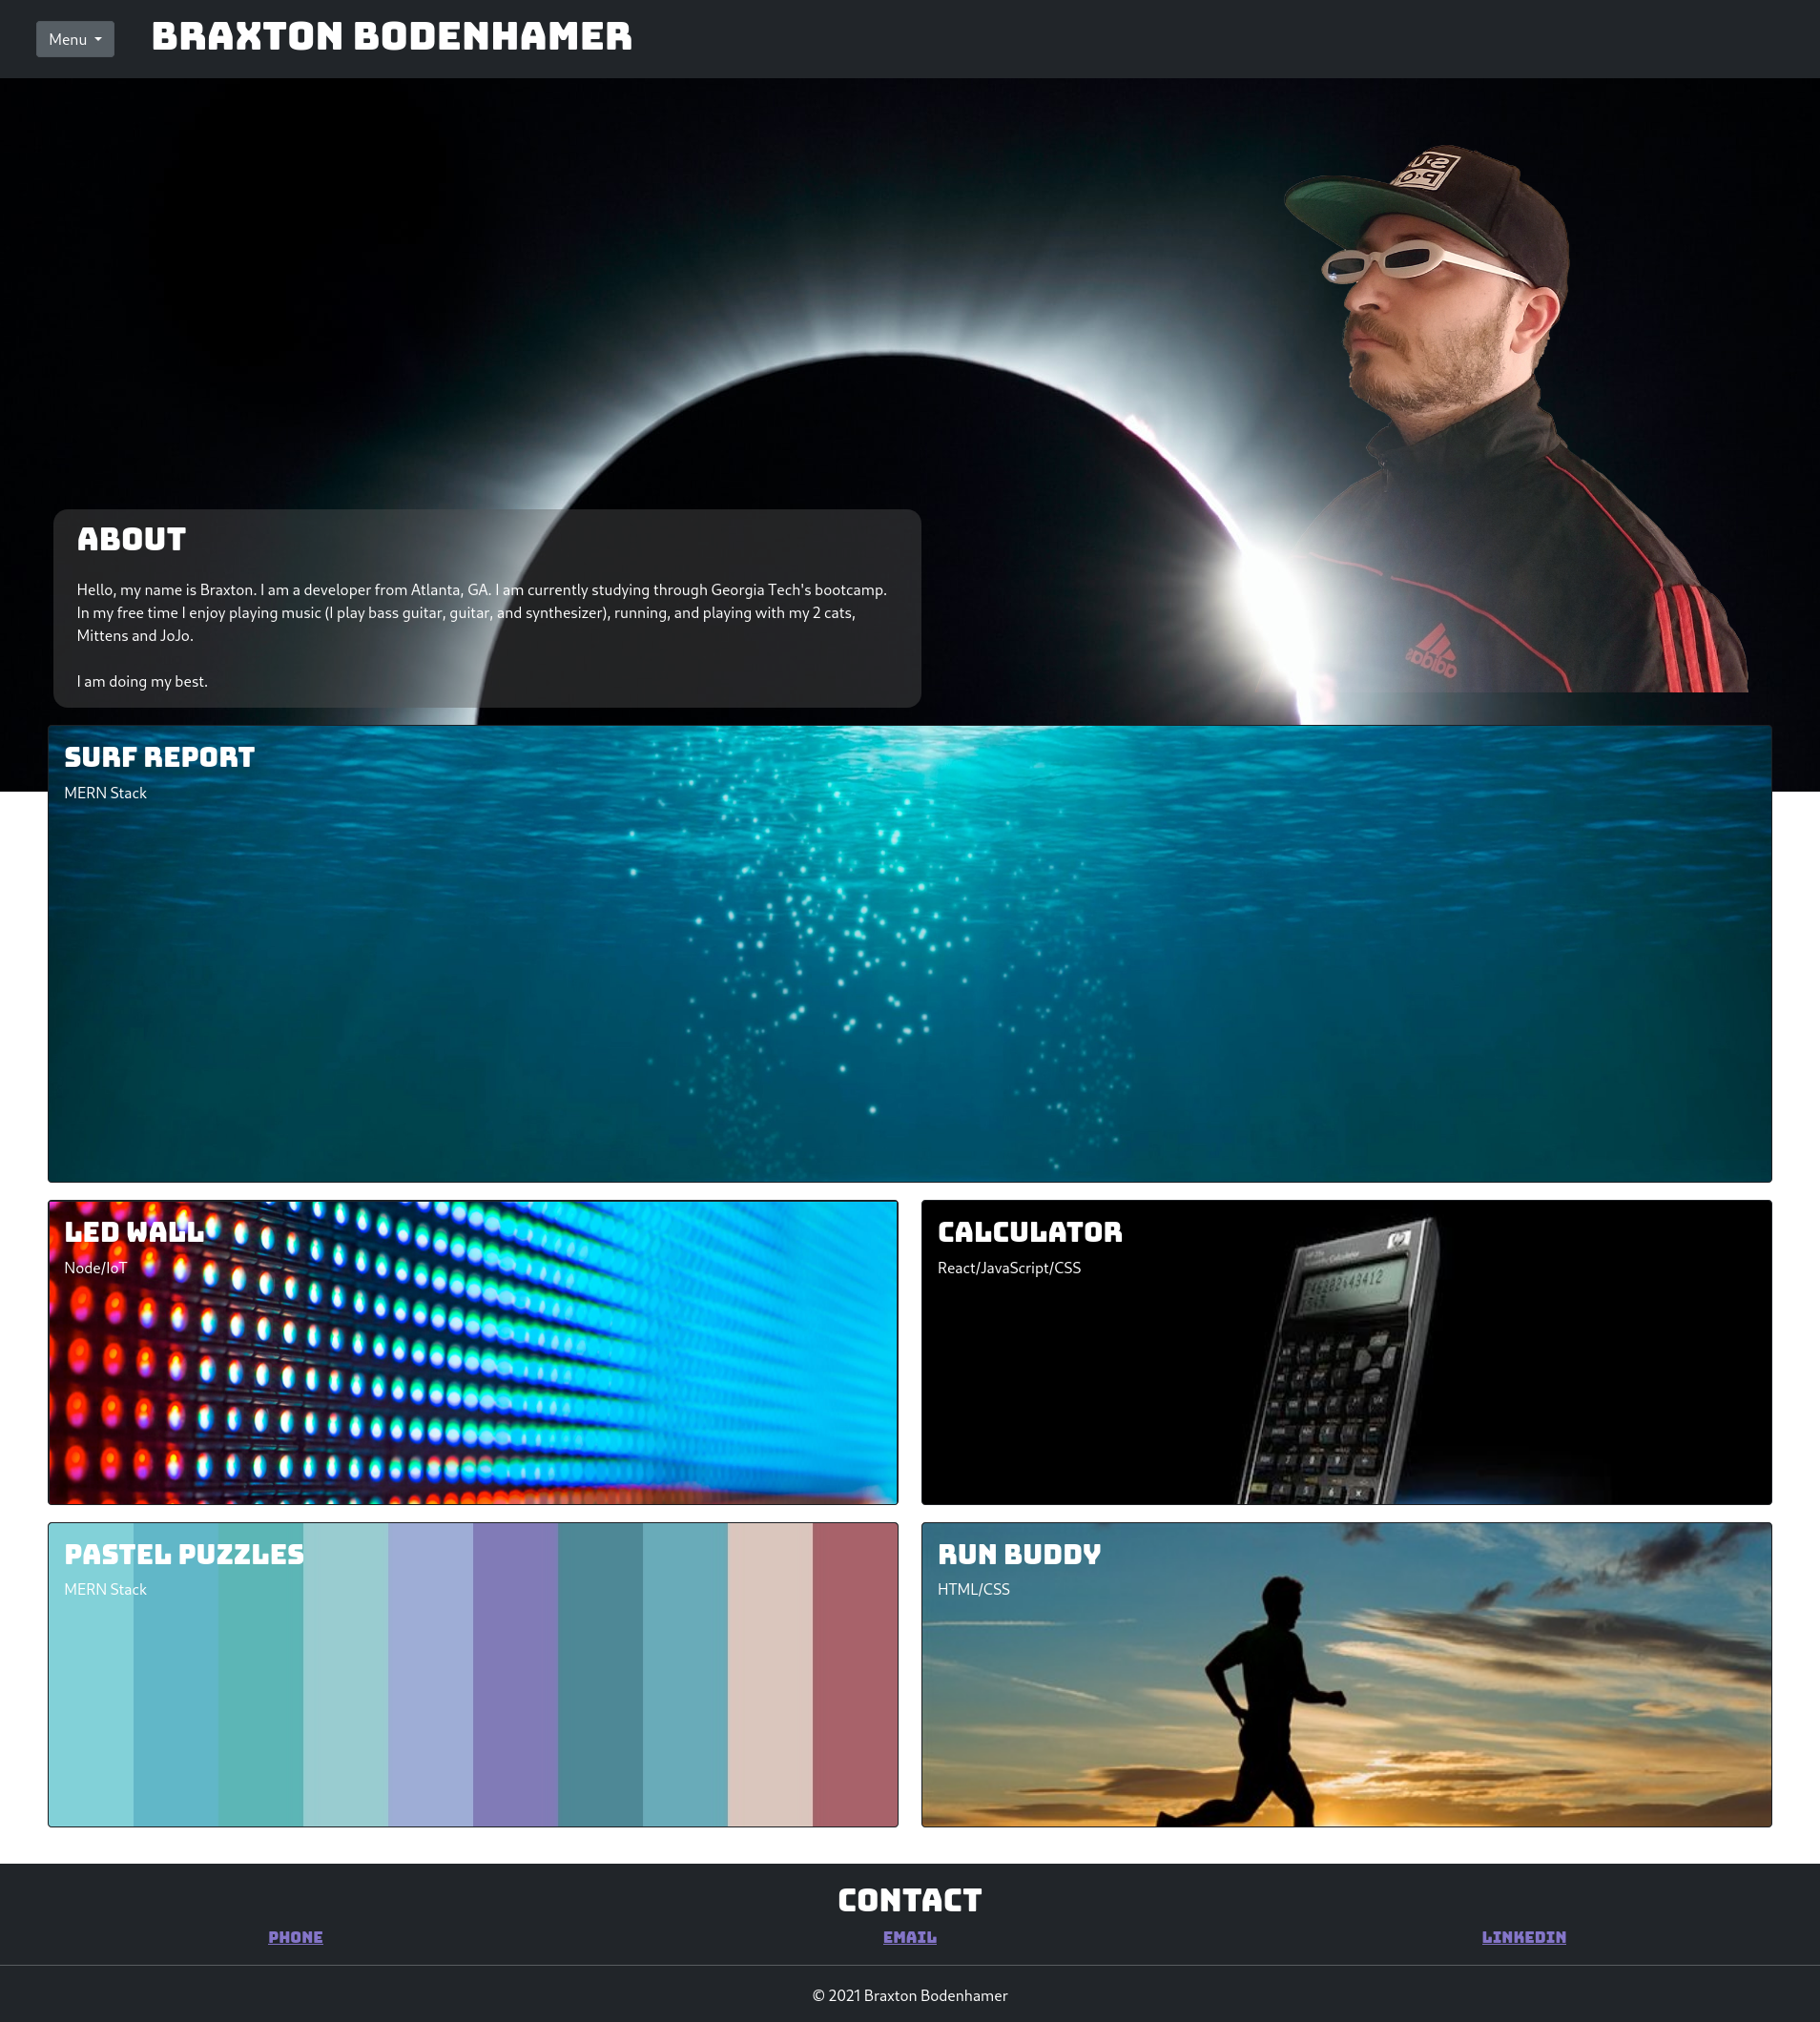 Menu
BRAXTON BODENHAMER
ABOUT
Hello, my name is Braxton. I am a developer from Atlanta, GA. I am currently studying through Georgia Tech's bootcamp.
In my free time I enjoy playing music (I play bass guitar, guitar, and synthesizer), running, and playing with my 2 cats,
Mittens and JoJo.
I am doing my best.
adidas
SURF REPORT
MERN Stack
LED WALL
Node/IoT
CALCULATOR
React/JavaScript/CSS
hp
PASTEL PUZZLES
MERN Stack
RUN BUDDY
HTML/CSS
CONTACT
PHONE
EMAIL
LINKEDIN
© 2021 Braxton Bodenhamer